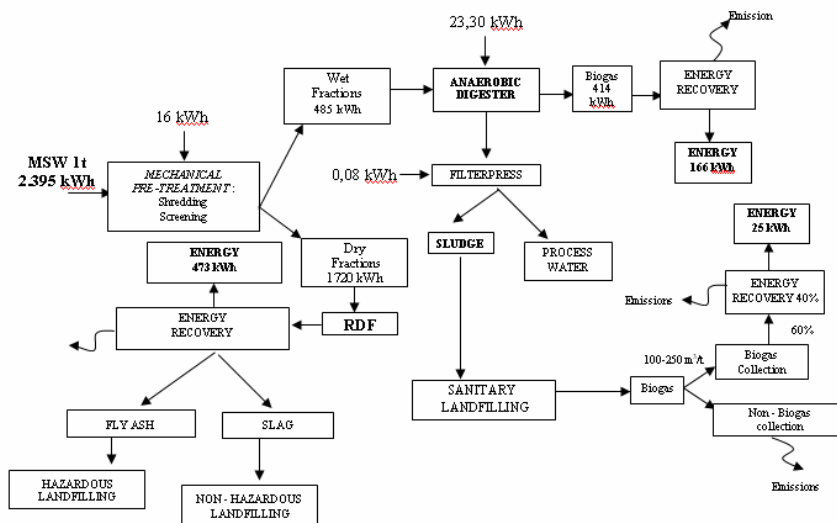 23,30 kWh
Emission
Wet
Fractions
485 kWh
ANAEROBIC
DIGESTER
Biogas
414
kWh
ENERGY
RECOVERY
16 kWh
MSW 1t
2.395 kWh
MECHANICAL
PRE-TREATMENT :
Shredding
Screening
0,08 kWh
FILTERPRESS
ENERGY
166 kWh
ENERGY
473 kWh
Dry
Fractions
1720 kWh
SLUDGE
PROCESS
WATER
ENERGY
25 kWh
ENERGY
RECOVERY
RDF
Emissions
ENERGY
RECOVERY 40%
60%
100-250 m³/t
Biogas
Collection
SANITARY
LANDFILLING
Biogas
Non - Biogas
collection
FLY ASH
SLAG
HAZARDOUS
LANDFILLING
NON - HAZARDOUS
LANDFILLING
Emissions